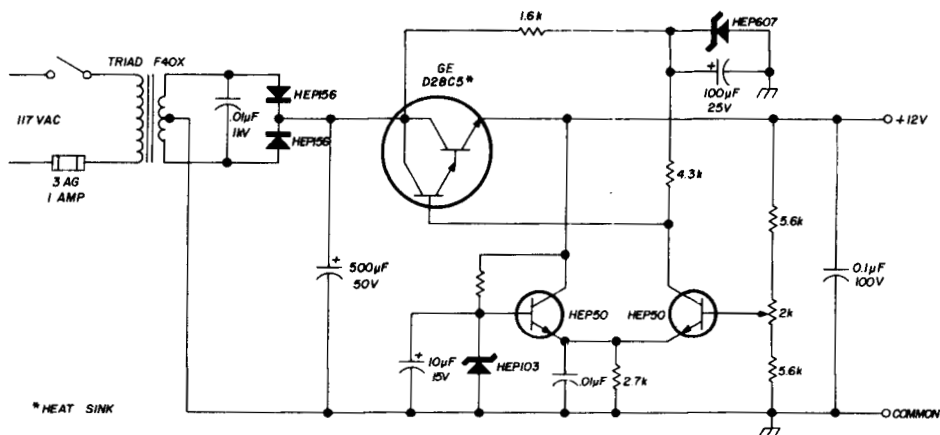 1.6k
HEP607
TRIAD F40X
GE
D28C5*
100µF
25V
HEP156
.01µF
1kV
+12V
117 VAC
HEP156
4.3k
3 AG
1 AMP
5.6k
500µF
50V
0.1µF
100V
HEP50
HEP50
2k
10µF
15V
HEP103
.01µF
2.7k
5.6k
*HEAT SINK
COMMON